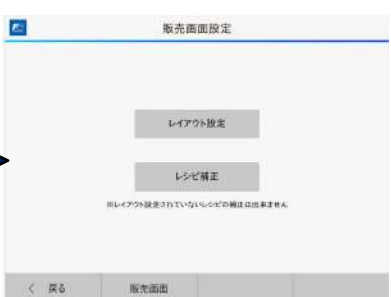 販売画面設定
レイアウト設定
レシピ補正
※レイアウト設定されていないレシピの補正は出来ません
く 戻る
販売画面